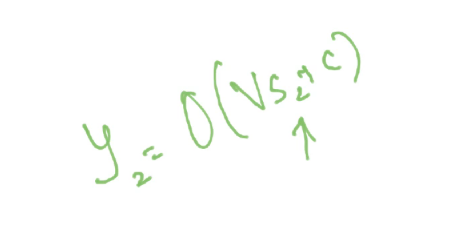 y₂ = O(Vs₂+c)
↑